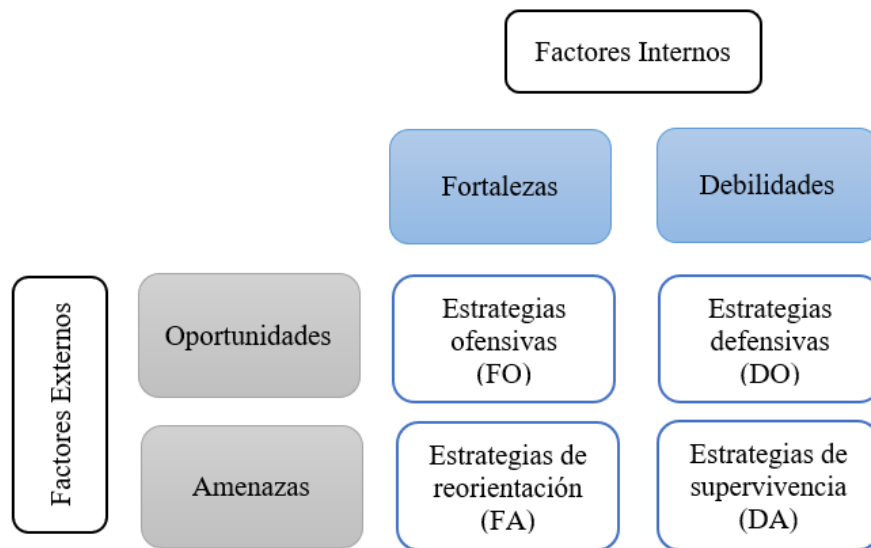 Factores Internos
Fortalezas
Debilidades
Factores Externos
Oportunidades
Estrategias
ofensivas
(FO)
Estrategias
defensivas
(DO)
Amenazas
Estrategias de
reorientación
(FA)
Estrategias de
supervivencia
(DA)